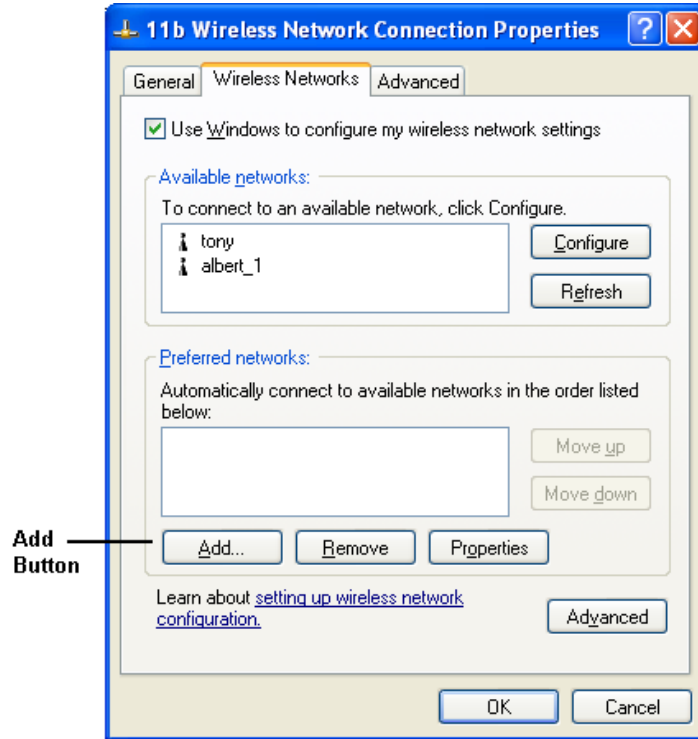 11b Wireless Network Connection Properties
General Wireless Networks Advanced
Use Windows to configure my wireless network settings
Available networks:
To connect to an available network, click Configure.
tony
albert_1
Configure
Refresh
Preferred networks:
Automatically connect to available networks in the order listed
below:
Move up
Move down
Add
Button
Add... Remove Properties
Learn about setting up wireless network
configuration.
Advanced
OK Cancel